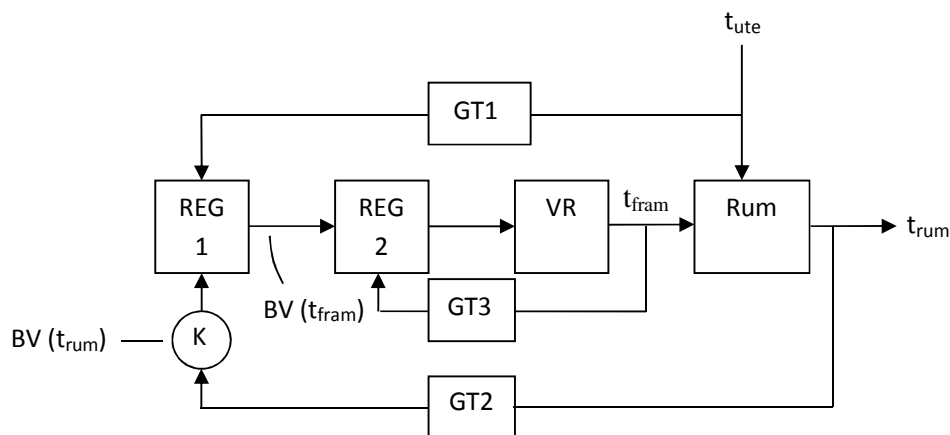 t_ute
GT1
REG
1
REG
2
VR
t_fram
Rum
t_rum
BV (t_fram)
GT3
BV (t_rum)
K
GT2